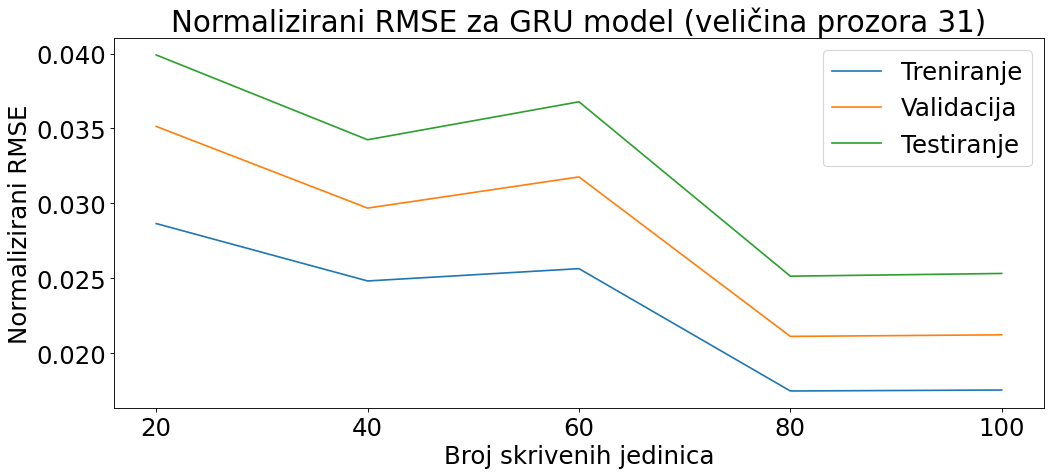 Normalizirani RMSE za GRU model (veličina prozora 31)
Normalizirani RMSE
0.040
0.035
0.030
0.025
0.020
Treniranje
Validacija
Testiranje
20 40 60 80 100
Broj skrivenih jedinica